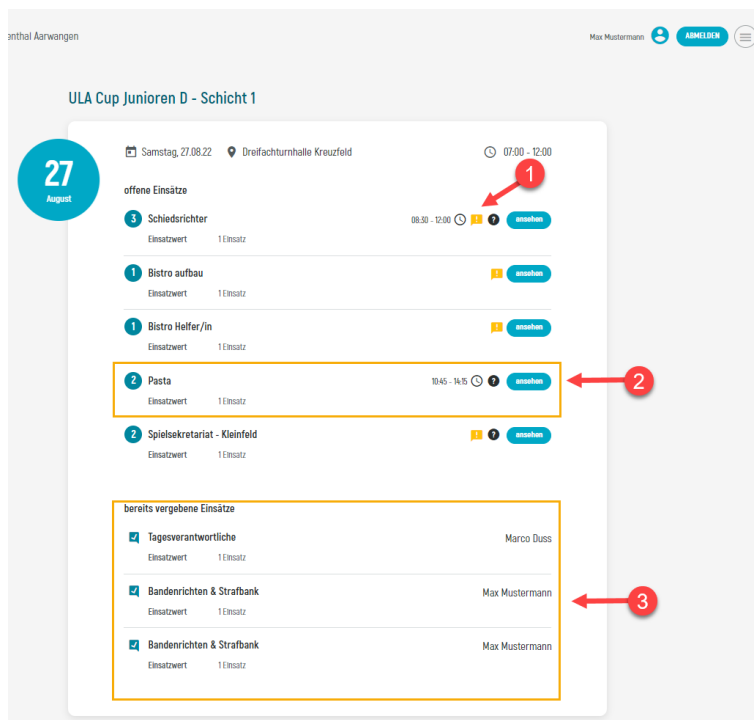 enthal Aarwangen
Max Mustermann ABMELDEN
ULA Cup Junioren D - Schicht 1
27
August
Samstag, 27.08.22 Dreifachturnhalle Kreuzfeld 07:00 - 12:00
1
offene Einsätze
3 Schiedsrichter 08:30 - 12:00 ! ? ansehen
Einsatzwert 1 Einsatz
1 Bistro aufbau ! ansehen
Einsatzwert 1 Einsatz
1 Bistro Helfer/in ! ansehen
Einsatzwert 1 Einsatz
2 Pasta 10:45 - 14:15 ? ansehen 2
Einsatzwert 1 Einsatz
2 Spielsekretariat - Kleinfeld ! ? ansehen
Einsatzwert 1 Einsatz
bereits vergebene Einsätze
Tagesverantwortliche Marco Duss
Einsatzwert 1 Einsatz
Bandenrichten & Strafbank Max Mustermann
3
Einsatzwert 1 Einsatz
Bandenrichten & Strafbank Max Mustermann
Einsatzwert 1 Einsatz